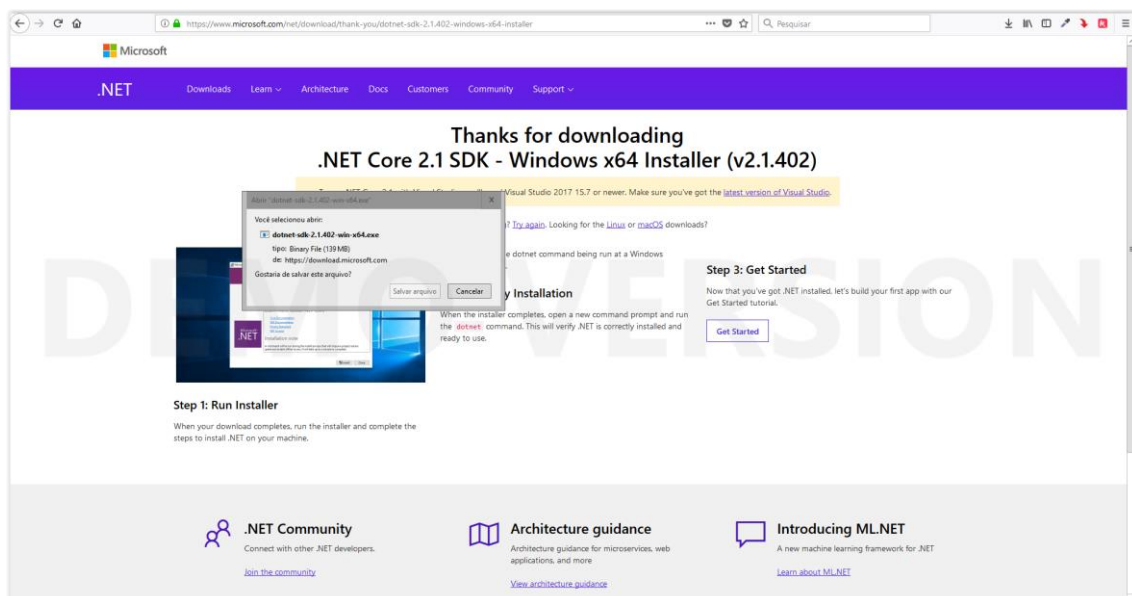 https://www.microsoft.com/net/download/thank-you/dotnet-sdk-2.1.402-windows-x64-installer
Pesquisar
Microsoft
.NET
Downloads
Learn
Architecture
Docs
Customers
Community
Support
Thanks for downloading
.NET Core 2.1 SDK - Windows x64 Installer (v2.1.402)
Visual Studio 2017 15.7 or newer. Make sure you've got the latest version of Visual Studio.
Abrir "dotnet-sdk-2.1.402-win-x64.exe"
X
Você selecionou abrir:
dotnet-sdk-2.1.402-win-x64.exe
tipo: Binary File (139 MB)
de: https://download.microsoft.com
Gostaria de salvar este arquivo?
Salvar arquivo
Cancelar
? Try again. Looking for the Linux or macOS downloads?
dotnet command being run at a Windows
y Installation
When the installer completes, open a new command prompt and run
the dotnet command. This will verify .NET is correctly installed and
ready to use.
Step 3: Get Started
Now that you've got .NET installed, let's build your first app with our
Get Started tutorial.
Get Started
.NET
Step 1: Run Installer
When your download completes, run the installer and complete the
steps to install .NET on your machine.
DEMO VERSION
.NET Community
Connect with other .NET developers.
Join the community
Architecture guidance
Architecture guidance for microservices, web
applications, and more
View architecture guidance
Introducing ML.NET
A new machine learning framework for .NET
Learn about ML.NET